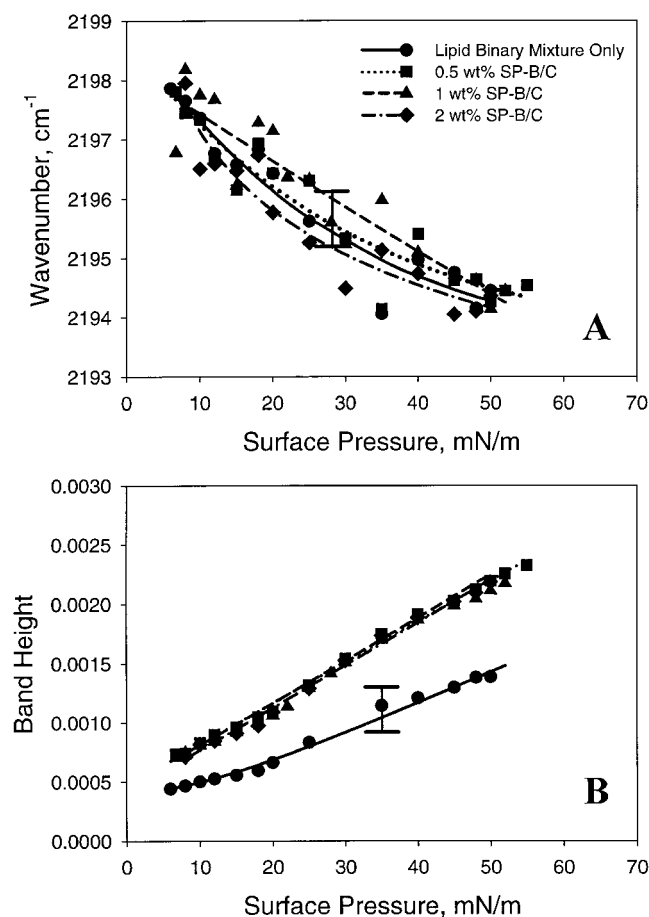 2199
2198
2197
2196
2195
2194
2193
Wavenumber, cm-1
Lipid Binary Mixture Only
0.5 wt% SP-B/C
1 wt% SP-B/C
2 wt% SP-B/C
A
0 10 20 30 40 50 60 70
Surface Pressure, mN/m
0.0030
0.0025
0.0020
0.0015
0.0010
0.0005
0.0000
Band Height
B
0 10 20 30 40 50 60 70
Surface Pressure, mN/m